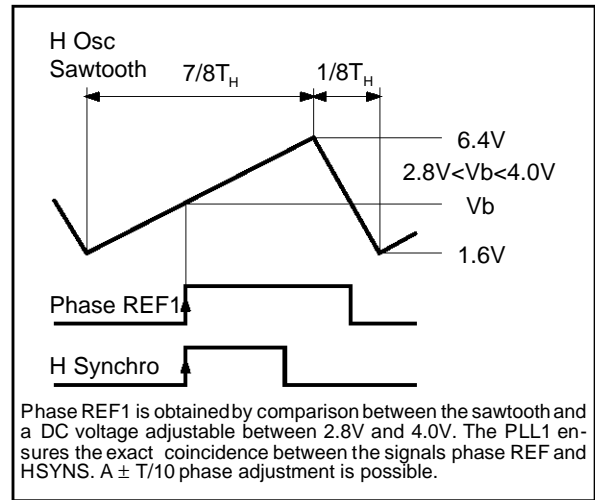 H Osc
Sawtooth
7/8TH
1/8TH
6.4V
2.8V<Vb<4.0V
Vb
1.6V
Phase REF1
H Synchro
Phase REF1 is obtained by comparison between the sawtooth and
a DC voltage adjustable between 2.8V and 4.0V. The PLL1 en-
sures the exact coincidence between the signals phase REF and
HSYNS. A ± T/10 phase adjustment is possible.